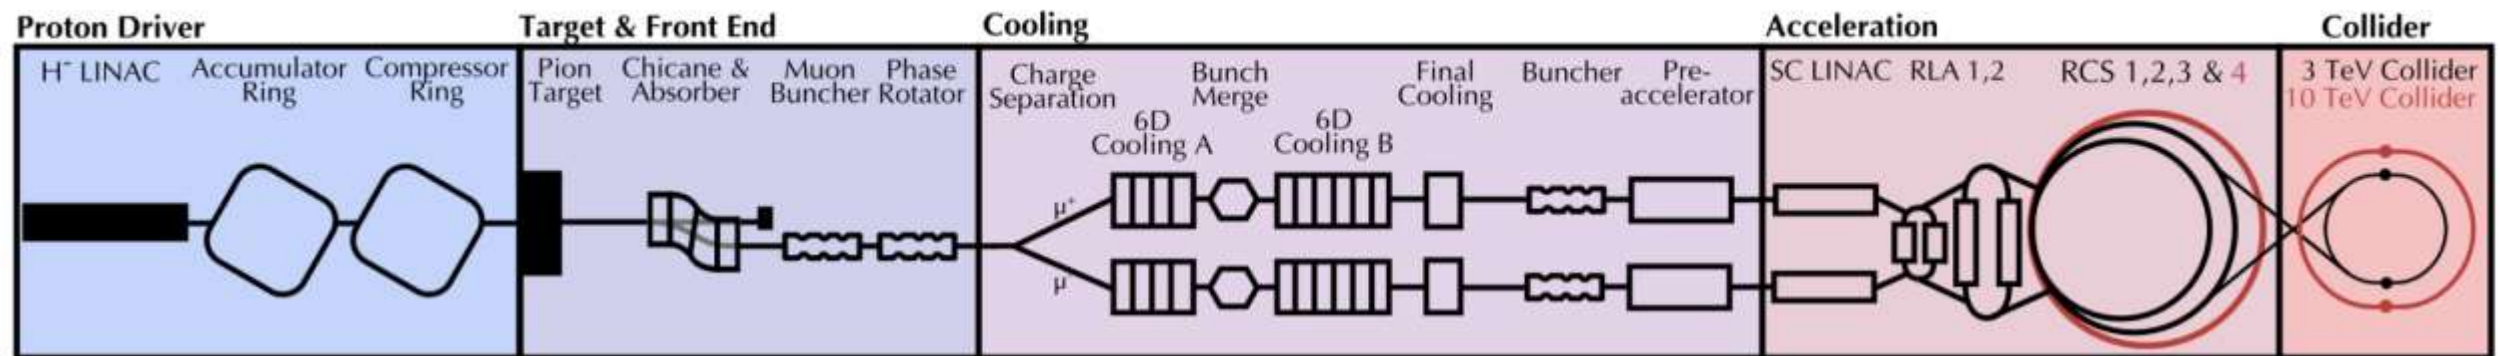 Proton Driver
H⁻ LINAC
Accumulator
Ring
Compressor
Ring
Target & Front End
Pion
Target
Chicane &
Absorber
Muon
Buncher
Phase
Rotator
Cooling
Charge
Separation
6D
Cooling A
Bunch
Merge
6D
Cooling B
Final
Cooling
Buncher
Pre-
accelerator
μ⁺
μ⁻
Acceleration
SC LINAC
RLA 1,2
RCS 1,2,3 & 4
Collider
3 TeV Collider
10 TeV Collider